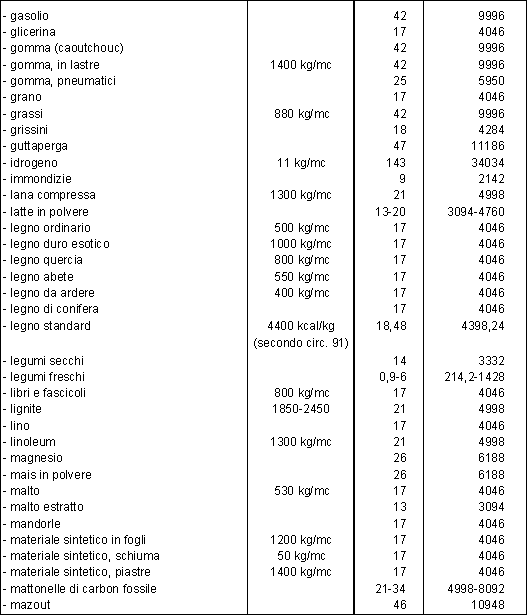 - gasolio 42 9996
- glicerina 17 4046
- gomma (caoutchouc) 42 9996
- gomma, in lastre 1400 kg/mc 42 9996
- gomma, pneumatici 25 5950
- grano 17 4046
- grassi 880 kg/mc 42 9996
- grissini 18 4284
- guttaperga 47 11186
- idrogeno 11 kg/mc 143 34034
- immondizie 9 2142
- lana compressa 1300 kg/mc 21 4998
- latte in polvere 13-20 3094-4760
- legno ordinario 500 kg/mc 17 4046
- legno duro esotico 1000 kg/mc 17 4046
- legno quercia 800 kg/mc 17 4046
- legno abete 550 kg/mc 17 4046
- legno da ardere 400 kg/mc 17 4046
- legno di conifera 17 4046
- legno standard 4400 kcal/kg 18,48 4398,24
(secondo circ. 91)
- legumi secchi 14 3332
- legumi freschi 0,9-6 214,2-1428
- libri e fascicoli 800 kg/mc 17 4046
- lignite 1850-2450 21 4998
- lino 17 4046
- linoleum 1300 kg/mc 21 4998
- magnesio 26 6188
- mais in polvere 26 6188
- malto 530 kg/mc 17 4046
- malto estratto 13 3094
- mandorle 17 4046
- materiale sintetico in fogli 1200 kg/mc 17 4046
- materiale sintetico, schiuma 50 kg/mc 17 4046
- materiale sintetico, piastre 1400 kg/mc 17 4046
- mattonelle di carbon fossile 21-34 4998-8092
- mazout 46 10948